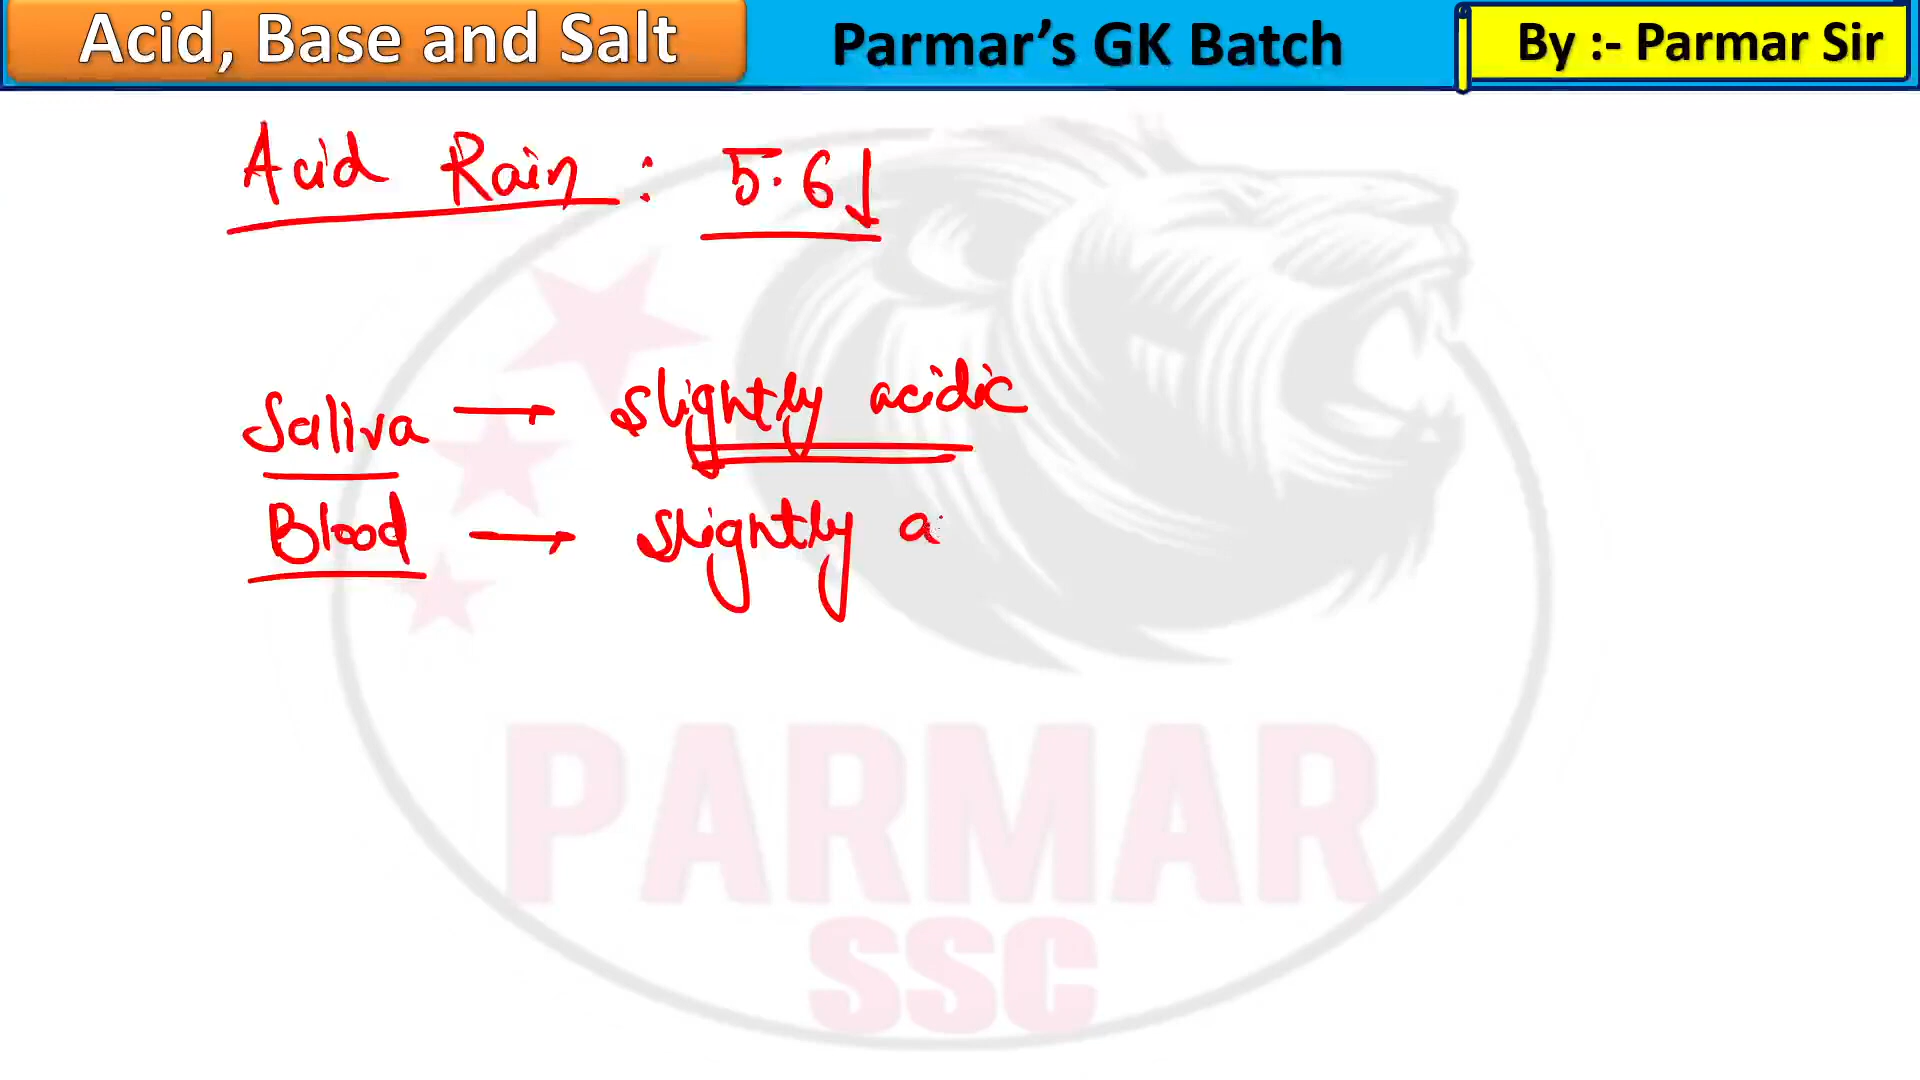 Acid, Base and Salt
Parmar's GK Batch
By :- Parmar Sir
Acid Rain : 5.6↓
Saliva → slightly acidic
Blood → slightly a
PARMAR
SSC